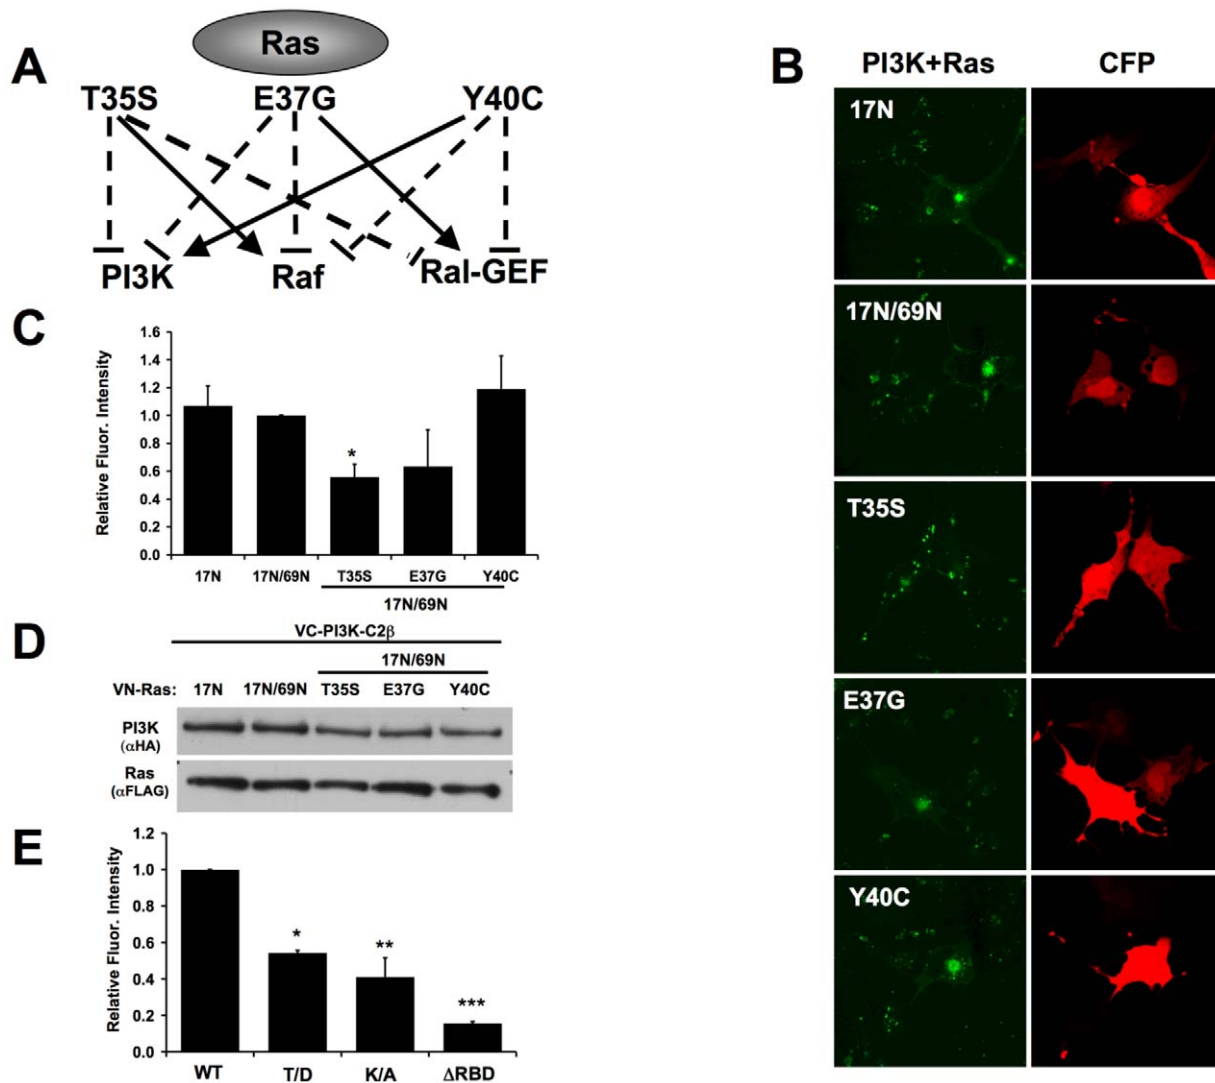 A
Ras
T35S E37G Y40C
PI3K Raf Ral-GEF
B
PI3K+Ras CFP
17N
17N/69N
T35S
E37G
Y40C
C
Relative Fluor. Intensity
1.6
1.4
1.2
1.0
0.8
0.6
0.4
0.2
0.0
*
17N 17N/69N T35S E37G Y40C
17N/69N
D
VC-PI3K-C2β
17N/69N
VN-Ras: 17N 17N/69N T35S E37G Y40C
PI3K
(αHA)
Ras
(αFLAG)
E
Relative Fluor. Intensity
1.2
1.0
0.8
0.6
0.4
0.2
0.0
*
**
***
WT T/D K/A ΔRBD